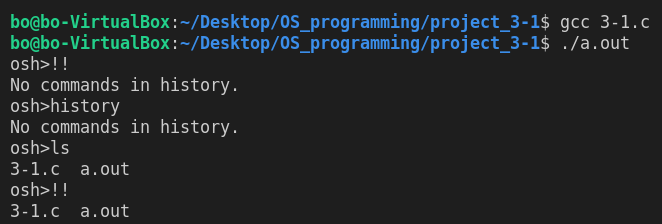 bo@bo-VirtualBox:~/Desktop/OS_programming/project_3-1$ gcc 3-1.c
bo@bo-VirtualBox:~/Desktop/OS_programming/project_3-1$ ./a.out
osh>!!
No commands in history.
osh>history
No commands in history.
osh>ls
3-1.c  a.out
osh>!!
3-1.c  a.out